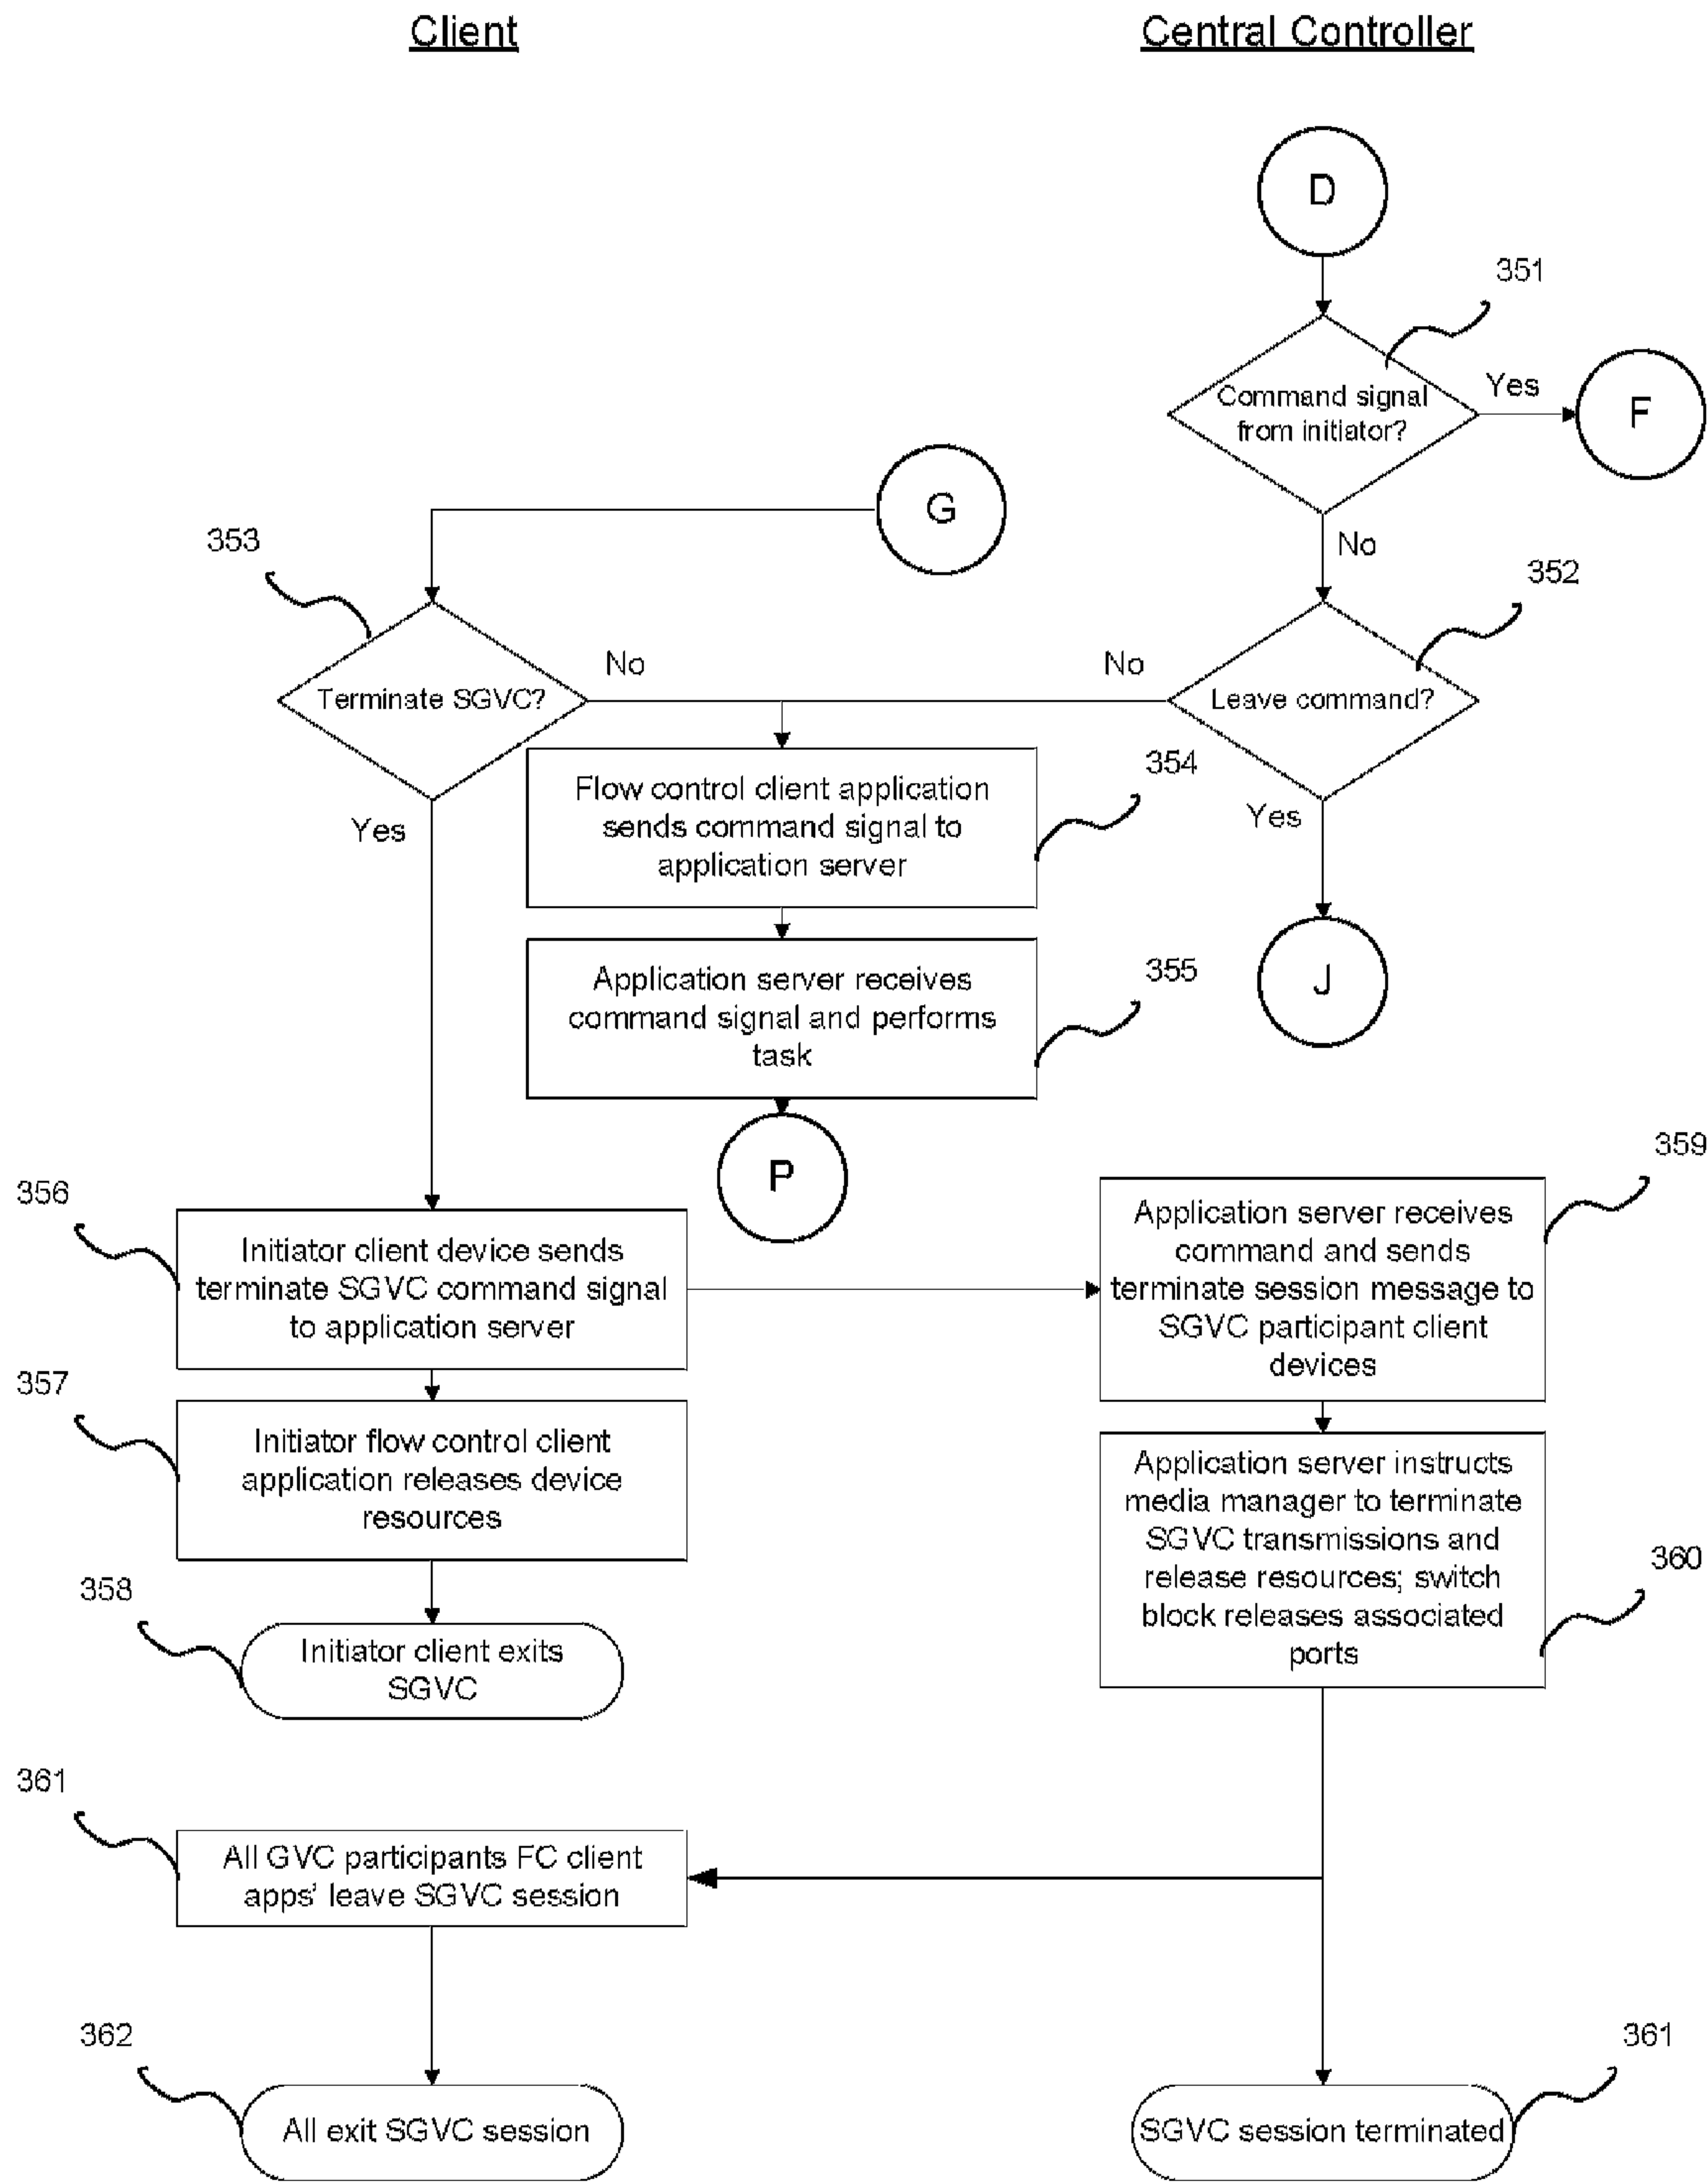 Client
Central Controller
D
351
Command signal
from initiator?
Yes
F
G
No
353
352
Terminate SGVC?
No
No
Leave command?
354
Flow control client application
sends command signal to
application server
Yes
Yes
355
Application server receives
command signal and performs
task
J
P
359
356
Application server receives
command and sends
terminate session message to
SGVC participant client
devices
Initiator client device sends
terminate SGVC command signal
to application server
357
Initiator flow control client
application releases device
resources
Application server instructs
media manager to terminate
SGVC transmissions and
release resources; switch
block releases associated
ports
360
358
Initiator client exits
SGVC
361
All GVC participants FC client
apps' leave SGVC session
362
361
All exit SGVC session
SGVC session terminated